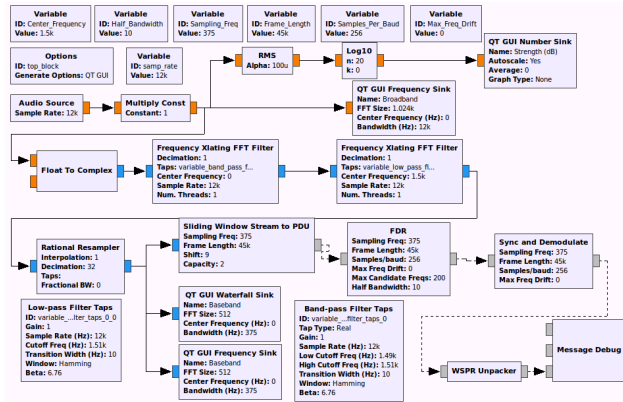 Variable
ID: Center_Frequency
Value: 1.5k
Variable
ID: Half_Bandwidth
Value: 10
Variable
ID: Sampling_Freq
Value: 375
Variable
ID: Frame_Length
Value: 45k
Variable
ID: Samples_Per_Baud
Value: 256
Variable
ID: Max_Freq_Drift
Value: 0
Options
ID: top_block
Generate Options: QT GUI
Variable
ID: samp_rate
Value: 12k
RMS
Alpha: 100u
Log10
n: 20
k: 0
QT GUI Number Sink
Name: Strength (dB)
Autoscale: Yes
Average: 0
Graph Type: None
Audio Source
Sample Rate: 12k
Multiply Const
Constant: 1
QT GUI Frequency Sink
Name: Broadband
FFT Size: 1.024k
Center Frequency (Hz): 0
Bandwidth (Hz): 12k
Float To Complex
Frequency Xlating FFT Filter
Decimation: 1
Taps: variable_band_pass_f...
Center Frequency: 0
Sample Rate: 12k
Num. Threads: 1
Frequency Xlating FFT Filter
Decimation: 1
Taps: variable_low_pass_fi...
Center Frequency: 1.5k
Sample Rate: 12k
Num. Threads: 1
Rational Resampler
Interpolation: 1
Decimation: 32
Taps:
Fractional BW: 0
Sliding Window Stream to PDU
Sampling Freq: 375
Frame Length: 45k
Shift: 9
Capacity: 2
FDR
Sampling Freq: 375
Frame Length: 45k
Samples/baud: 256
Max Freq Drift: 0
Max Candidate Freqs: 200
Half Bandwidth: 10
Sync and Demodulate
Sampling Freq: 375
Frame Length: 45k
Samples/baud: 256
Max Freq Drift: 0
QT GUI Waterfall Sink
Name: Baseband
FFT Size: 512
Center Frequency (Hz): 0
Bandwidth (Hz): 375
Low-pass Filter Taps
ID: variable_...lter_taps_0_0
Gain: 1
Sample Rate (Hz): 12k
Cutoff Freq (Hz): 1.51k
Transition Width (Hz): 10
Window: Hamming
Beta: 6.76
QT GUI Frequency Sink
Name: Baseband
FFT Size: 512
Center Frequency (Hz): 0
Bandwidth (Hz): 375
Band-pass Filter Taps
ID: variable_...filter_taps_0
Tap Type: Real
Gain: 1
Sample Rate (Hz): 12k
Low Cutoff Freq (Hz): 1.49k
High Cutoff Freq (Hz): 1.51k
Transition Width (Hz): 10
Window: Hamming
Beta: 6.76
WSPR Unpacker
Message Debug